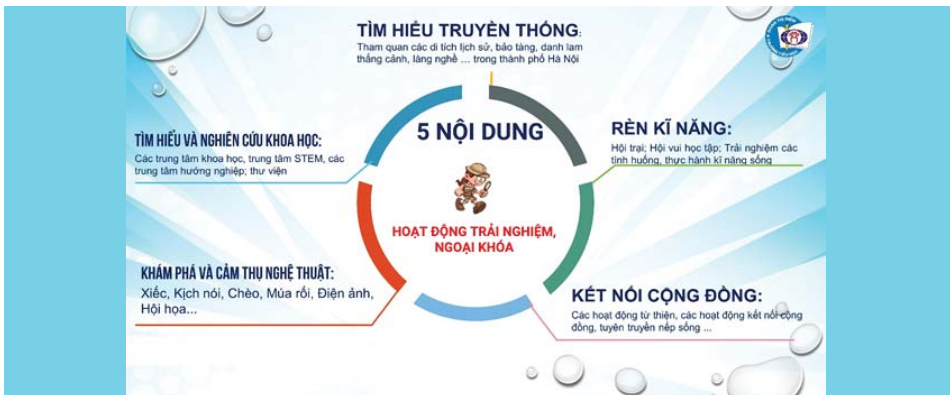 TÌM HIỂU TRUYỀN THỐNG:
Tham quan các di tích lịch sử, bảo tàng, danh lam
thắng cảnh, làng nghề ... trong thành phố Hà Nội
5 NỘI DUNG
HOẠT ĐỘNG TRẢI NGHIỆM,
NGOẠI KHÓA
TÌM HIỂU VÀ NGHIÊN CỨU KHOA HỌC:
Các trung tâm khoa học, trung tâm STEM, các
trung tâm hướng nghiệp; thư viện
RÈN KĨ NĂNG:
Hội trại; Hội vui học tập; Trải nghiệm các
tình huống, thực hành kĩ năng sống
KHÁM PHÁ VÀ CẢM THỤ NGHỆ THUẬT:
Xiếc, Kịch nói, Chèo, Múa rối, Điện ảnh,
Hội họa...
KẾT NỐI CỘNG ĐỒNG:
Các hoạt động từ thiện, các hoạt động kết nối cộng
đồng, tuyên truyền nếp sống ...